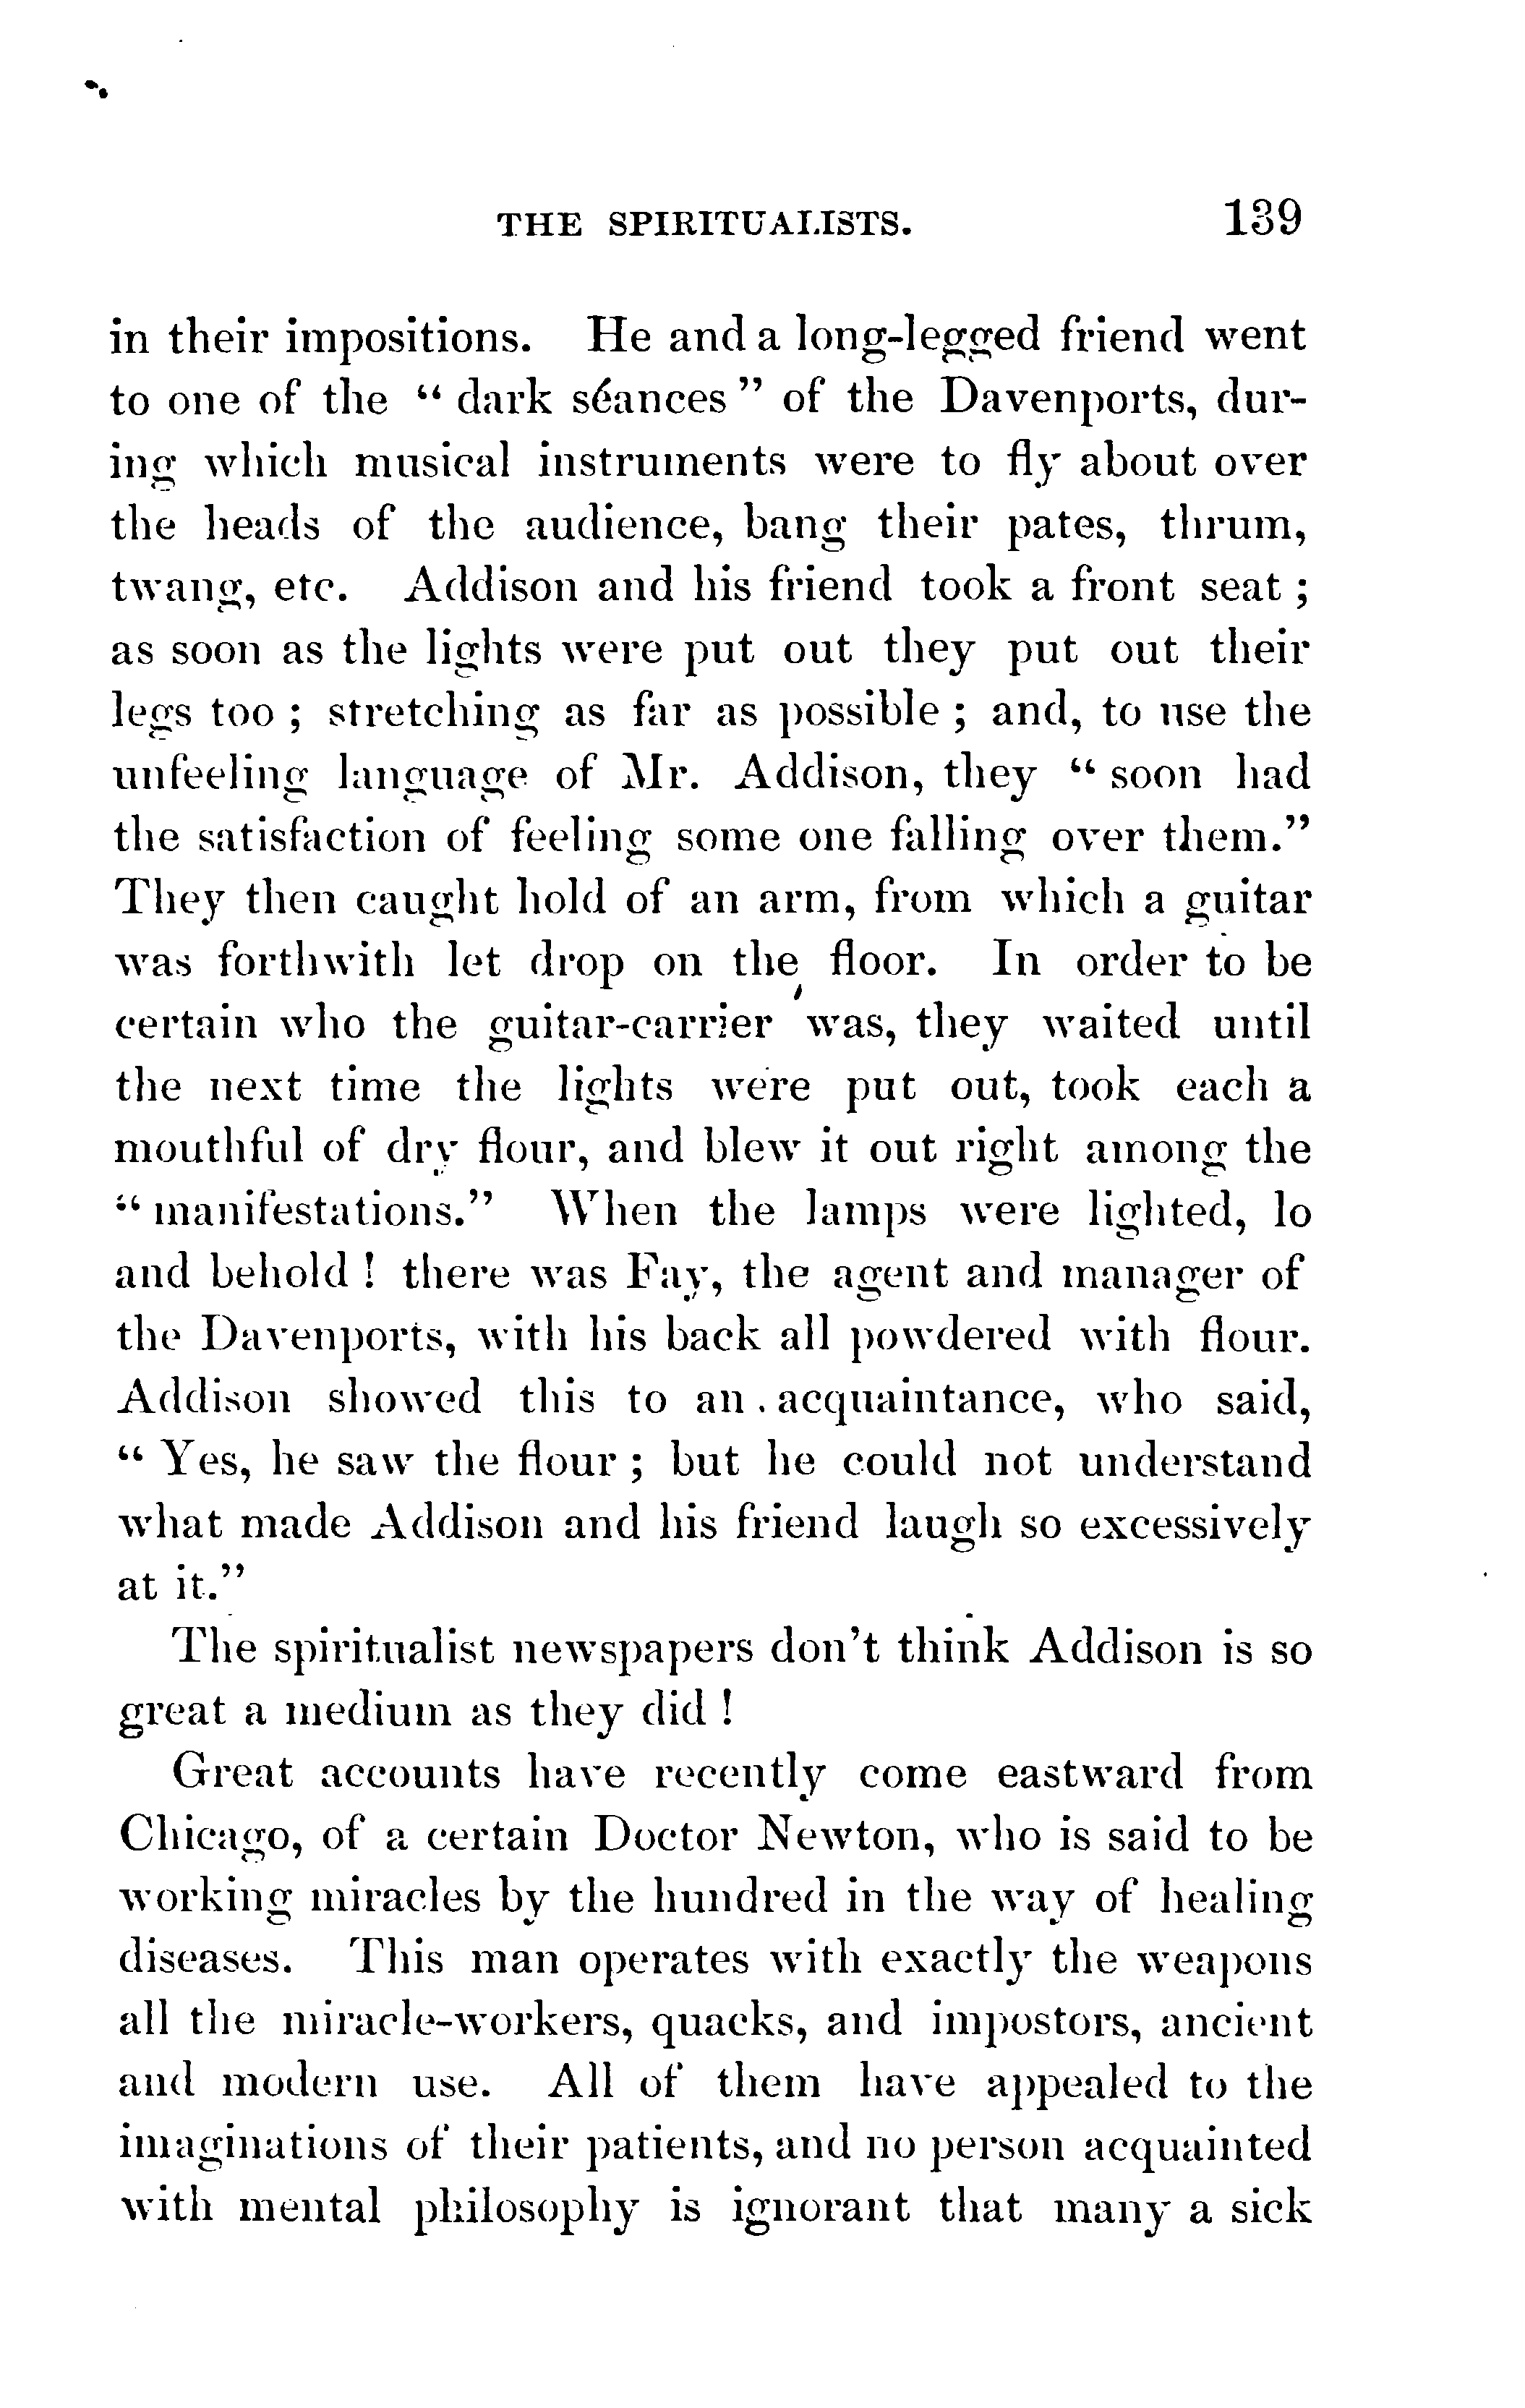 THE SPIRITUALISTS. 139
in their impositions. He and a long-legged friend went
to one of the “ dark séances ” of the Davenports, dur-
ing which musical instruments were to fly about over
the heads of the audience, bang their pates, thrum,
twang, etc. Addison and his friend took a front seat ;
as soon as the lights were put out they put out their
legs too ; stretching as far as possible ; and, to use the
unfeeling language of Mr. Addison, they “ soon had
the satisfaction of feeling some one falling over them.”
They then caught hold of an arm, from which a guitar
was forthwith let drop on the floor. In order to be
certain who the guitar-carrier was, they waited until
the next time the lights were put out, took each a
mouthful of dry flour, and blew it out right among the
“ manifestations.” When the lamps were lighted, lo
and behold ! there was Fay, the agent and manager of
the Davenports, with his back all powdered with flour.
Addison showed this to an acquaintance, who said,
“ Yes, he saw the flour ; but he could not understand
what made Addison and his friend laugh so excessively
at it.”
The spiritualist newspapers don’t think Addison is so
great a medium as they did !
Great accounts have recently come eastward from
Chicago, of a certain Doctor Newton, who is said to be
working miracles by the hundred in the way of healing
diseases. This man operates with exactly the weapons
all the miracle-workers, quacks, and impostors, ancient
and modern use. All of them have appealed to the
imaginations of their patients, and no person acquainted
with mental philosophy is ignorant that many a sick